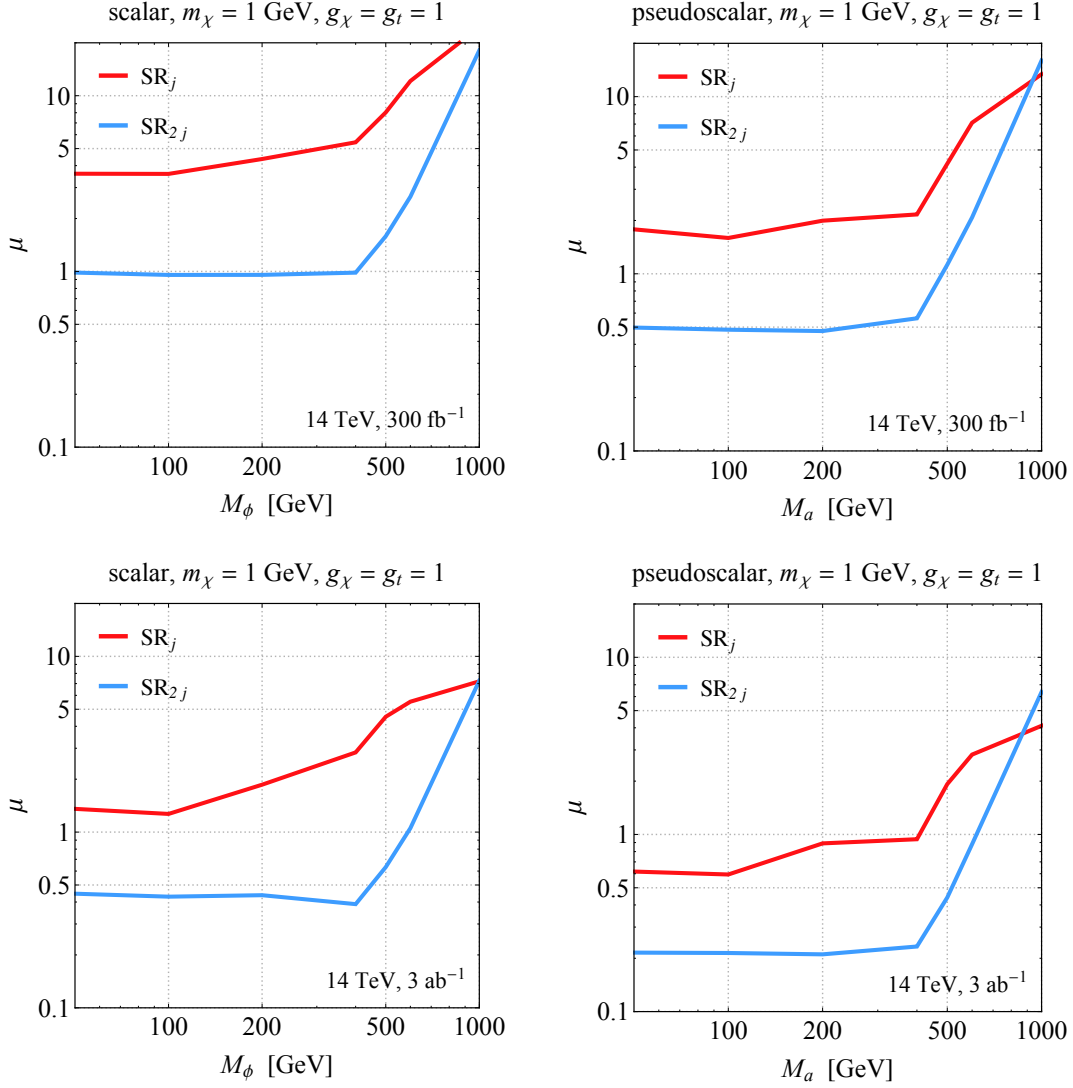 scalar, mχ = 1 GeV, gχ = gt = 1
SRj
SR2j
10
5
1
0.5
0.1
μ
14 TeV, 300 fb⁻¹
100 200 500 1000
Mϕ [GeV]
pseudoscalar, mχ = 1 GeV, gχ = gt = 1
SRj
SR2j
10
5
1
0.5
0.1
μ
14 TeV, 300 fb⁻¹
100 200 500 1000
Ma [GeV]
scalar, mχ = 1 GeV, gχ = gt = 1
SRj
SR2j
10
5
1
0.5
0.1
μ
14 TeV, 3 ab⁻¹
100 200 500 1000
Mϕ [GeV]
pseudoscalar, mχ = 1 GeV, gχ = gt = 1
SRj
SR2j
10
5
1
0.5
0.1
μ
14 TeV, 3 ab⁻¹
100 200 500 1000
Ma [GeV]